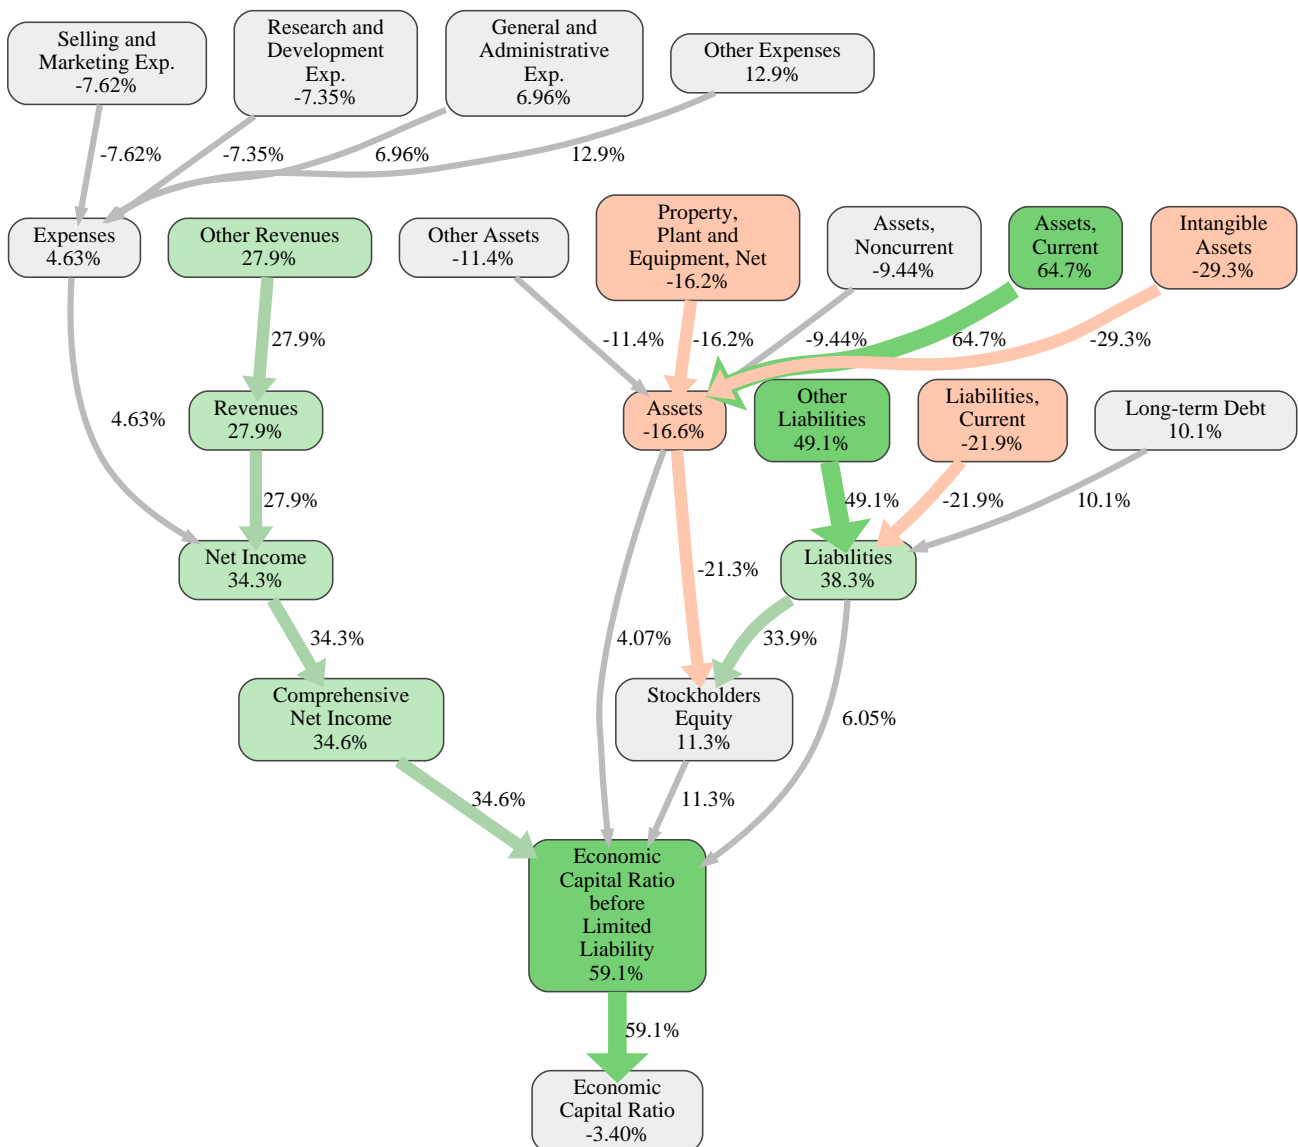 Selling and
Marketing Exp.
-7.62%
Research and
Development
Exp.
-7.35%
General and
Administrative
Exp.
6.96%
Other Expenses
12.9%
-7.62%
-7.35%
6.96%
12.9%
Expenses
4.63%
Other Revenues
27.9%
Other Assets
-11.4%
Property,
Plant and
Equipment, Net
-16.2%
Assets,
Noncurrent
-9.44%
Assets,
Current
64.7%
Intangible
Assets
-29.3%
27.9%
-11.4%
-16.2%
-9.44%
64.7%
-29.3%
4.63%
Revenues
27.9%
Assets
-16.6%
Other
Liabilities
49.1%
Liabilities,
Current
-21.9%
Long-term Debt
10.1%
27.9%
49.1%
-21.9%
10.1%
Net Income
34.3%
-21.3%
Liabilities
38.3%
34.3%
4.07%
33.9%
Comprehensive
Net Income
34.6%
Stockholders
Equity
11.3%
6.05%
34.6%
11.3%
Economic
Capital Ratio
before
Limited
Liability
59.1%
59.1%
Economic
Capital Ratio
-3.40%